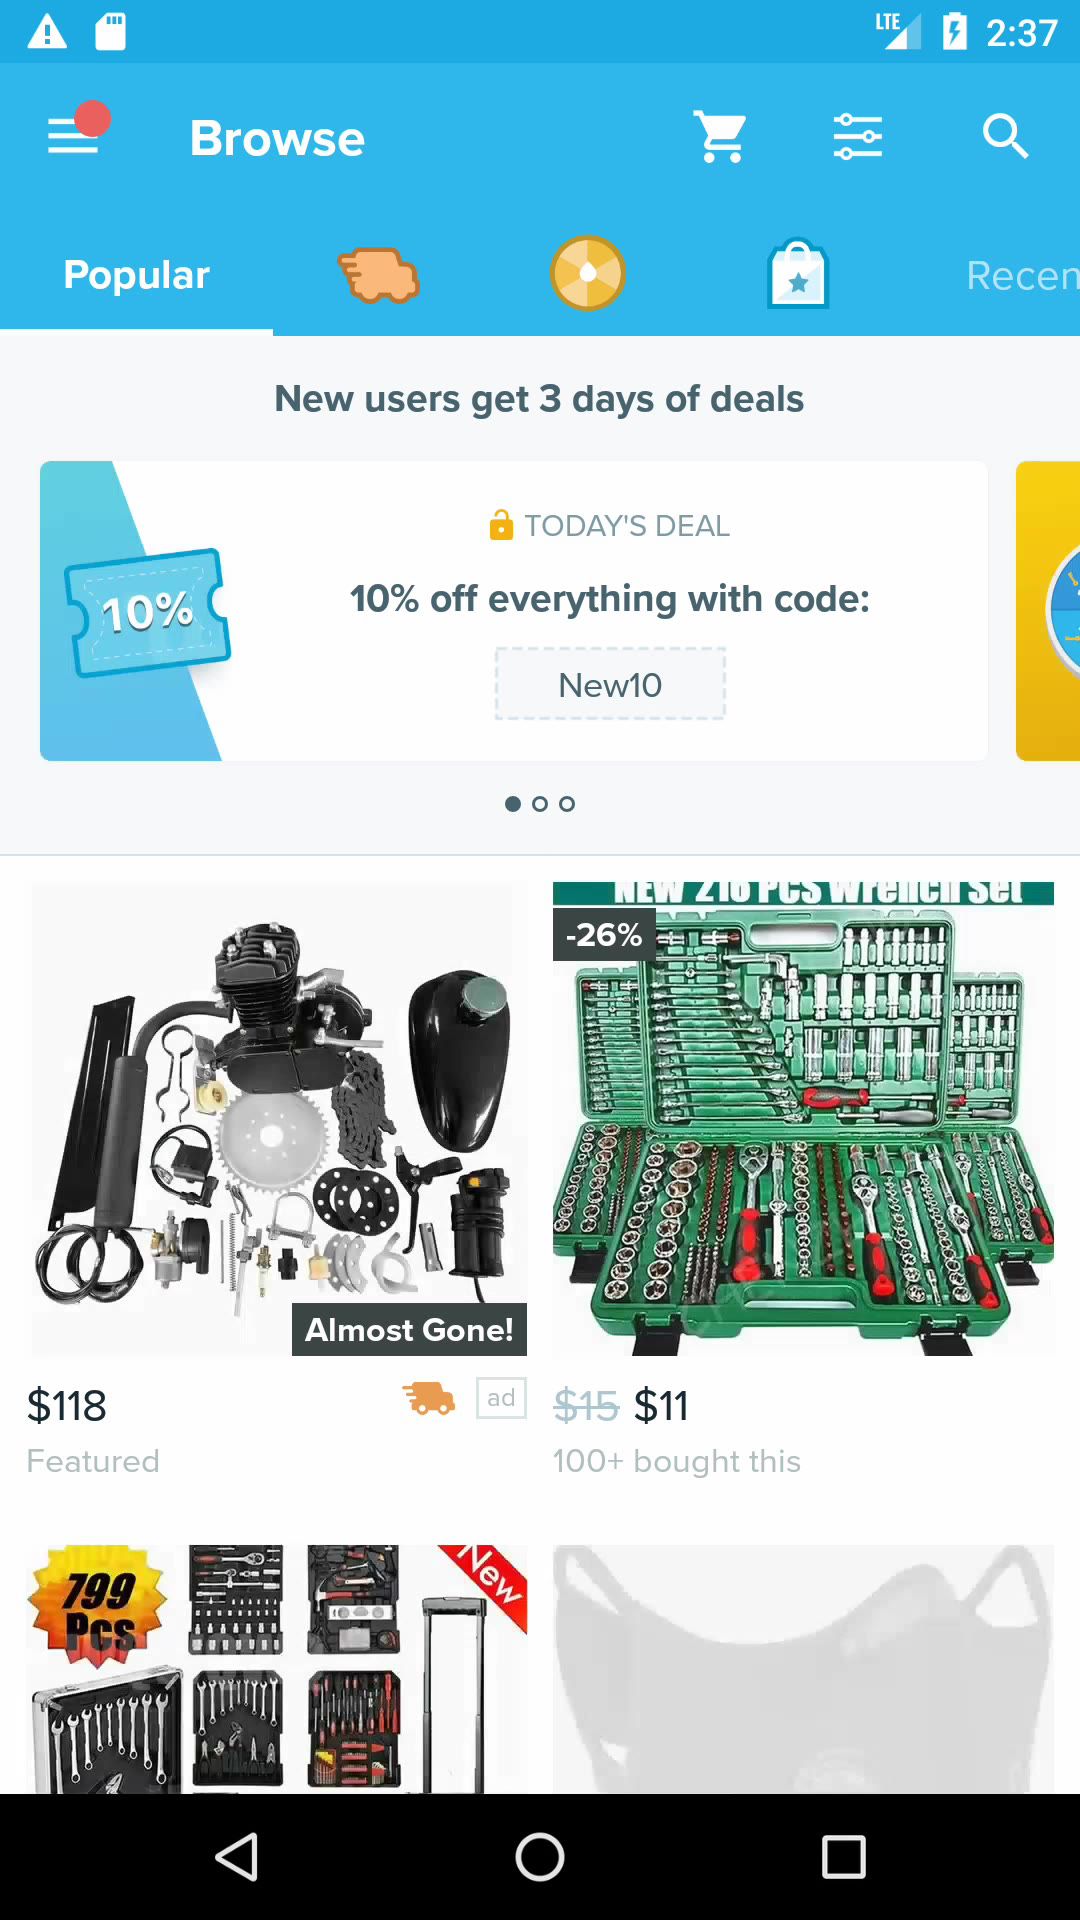 LTE 2:37
Browse
Popular
Recen
New users get 3 days of deals
TODAY'S DEAL
10%
10% off everything with code:
New10
NEW 216 PCS Wrench Set
-26%
Almost Gone!
$118
ad
$15 $11
Featured
100+ bought this
799
Pcs
New